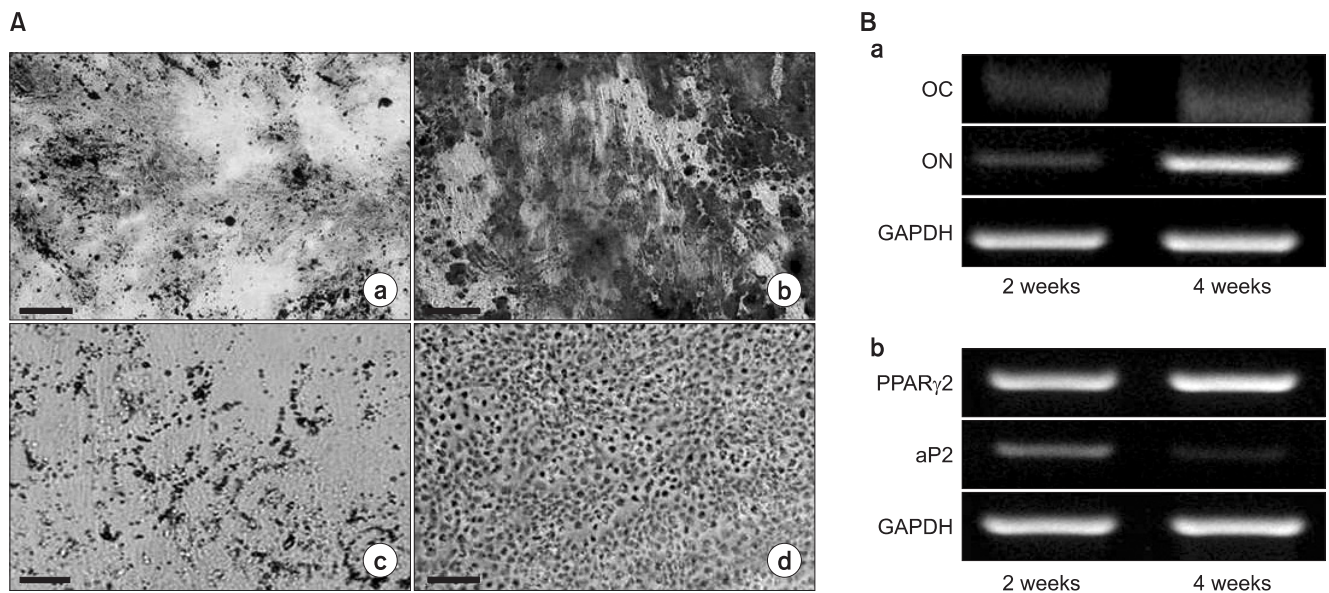 A
a
b
c
d
B
a
OC
ON
GAPDH
2 weeks 4 weeks
b
PPARγ2
aP2
GAPDH
2 weeks 4 weeks